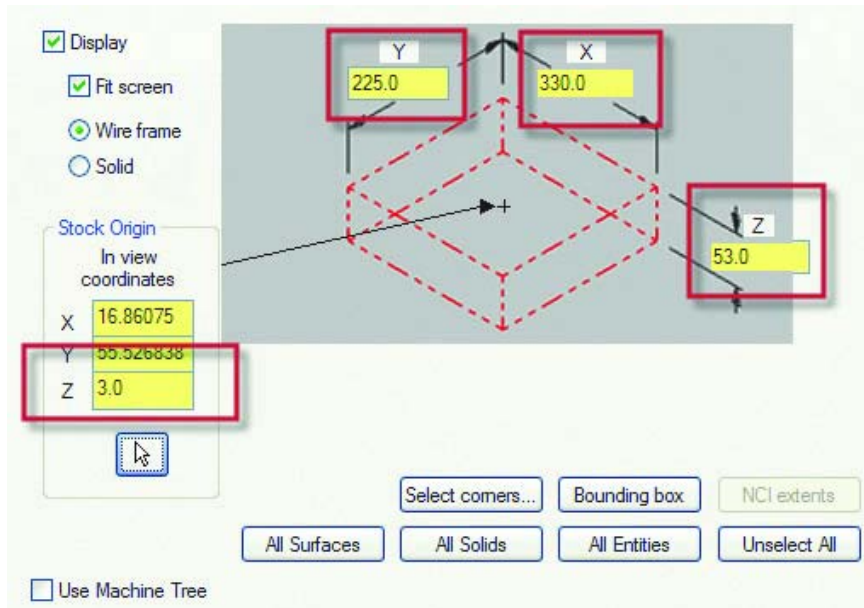 Display
Fit screen
Wire frame
Solid
Y
225.0
X
330.0
Z
53.0
Stock Origin
In view
coordinates
X 16.86075
Y 55.526838
Z 3.0
Select corners...
Bounding box
NCI extents
All Surfaces
All Solids
All Entities
Unselect All
Use Machine Tree